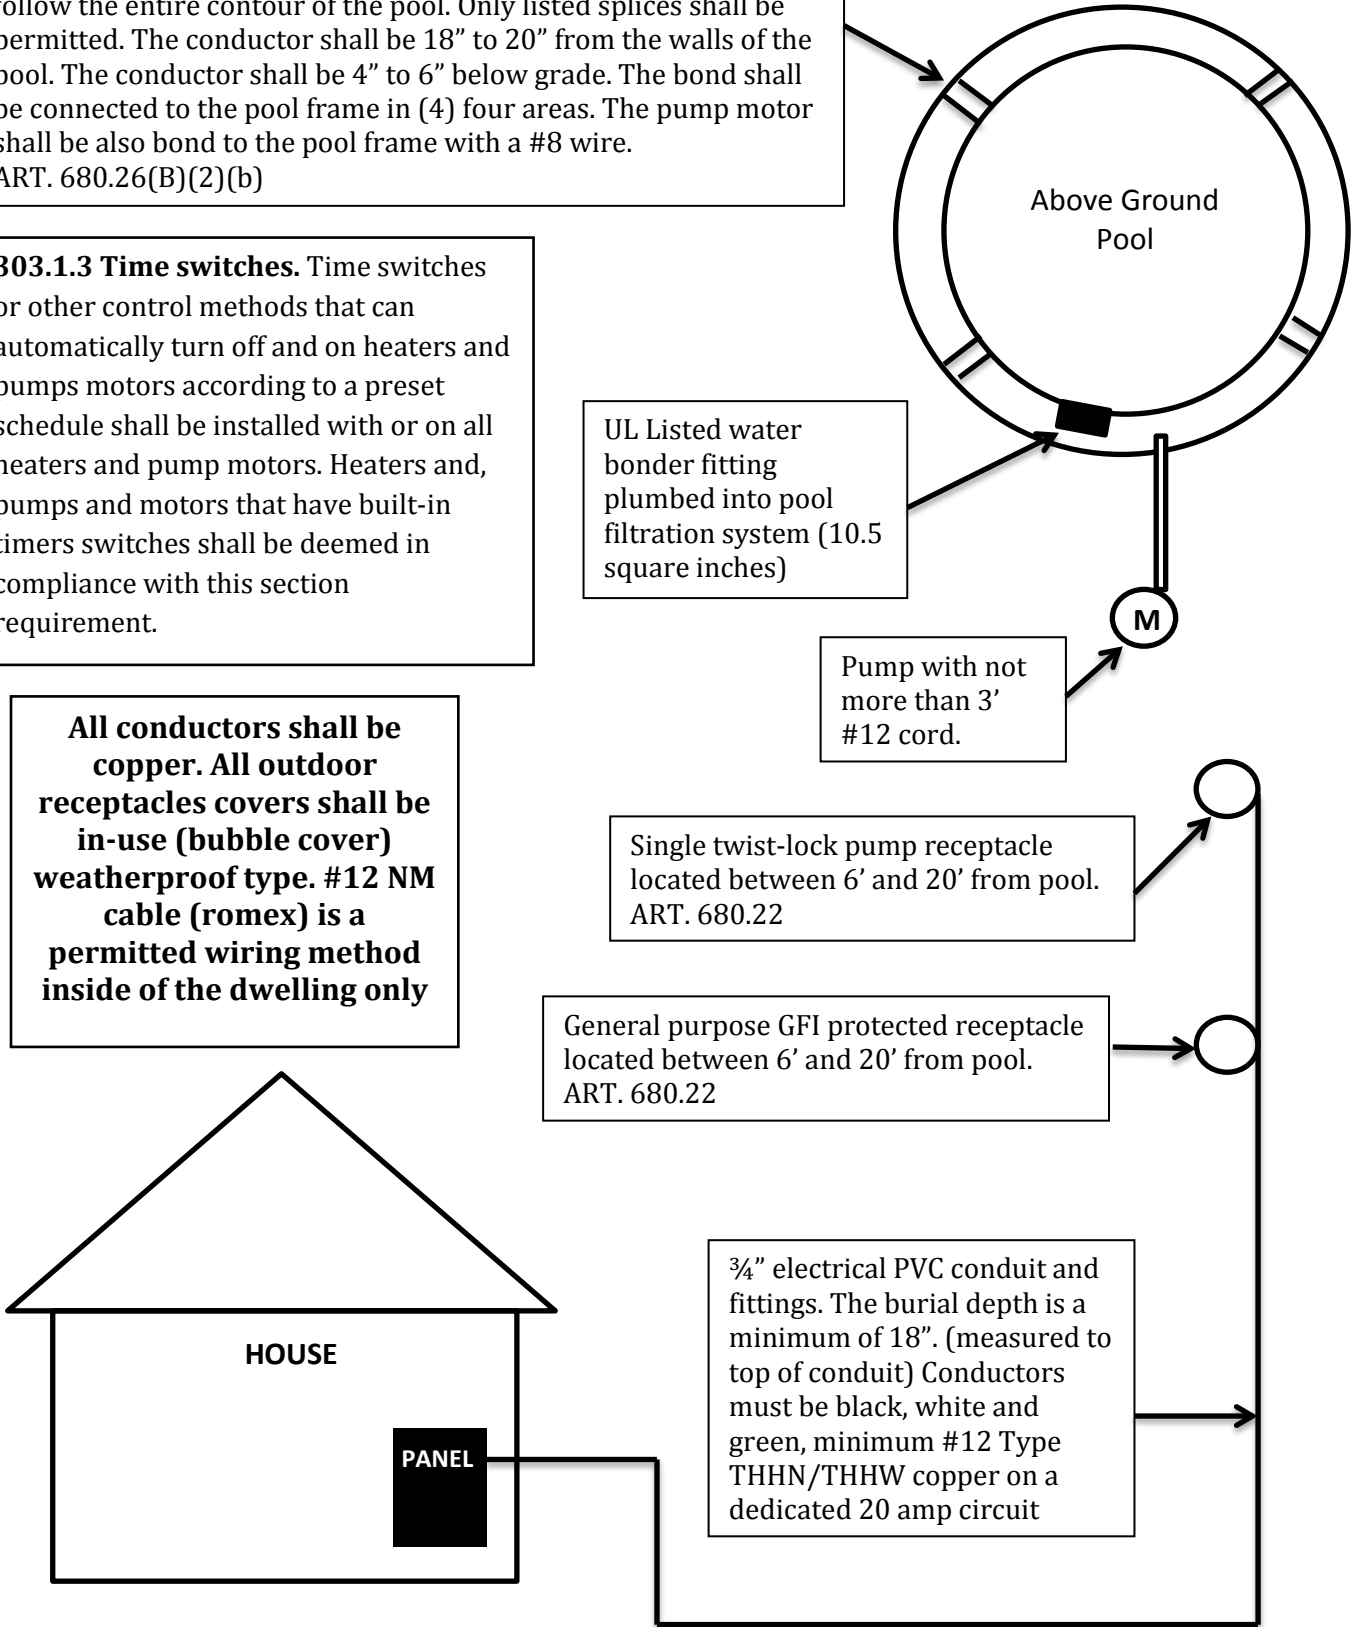 follow the entire contour of the pool. Only listed splices shall be
permitted. The conductor shall be 18” to 20” from the walls of the
pool. The conductor shall be 4” to 6” below grade. The bond shall
be connected to the pool frame in (4) four areas. The pump motor
shall be also bond to the pool frame with a #8 wire.
ART. 680.26(B)(2)(b)
Above Ground
Pool
303.1.3 Time switches. Time switches
or other control methods that can
automatically turn off and on heaters and
pumps motors according to a preset
schedule shall be installed with or on all
heaters and pump motors. Heaters and,
pumps and motors that have built-in
timers switches shall be deemed in
compliance with this section
requirement.
UL Listed water
bonder fitting
plumbed into pool
filtration system (10.5
square inches)
M
Pump with not
more than 3’
#12 cord.
All conductors shall be
copper. All outdoor
receptacles covers shall be
in-use (bubble cover)
weatherproof type. #12 NM
cable (romex) is a
permitted wiring method
inside of the dwelling only
Single twist-lock pump receptacle
located between 6’ and 20’ from pool.
ART. 680.22
General purpose GFI protected receptacle
located between 6’ and 20’ from pool.
ART. 680.22
¾” electrical PVC conduit and
fittings. The burial depth is a
minimum of 18”. (measured to
top of conduit) Conductors
must be black, white and
green, minimum #12 Type
THHN/THHW copper on a
dedicated 20 amp circuit
HOUSE
PANEL